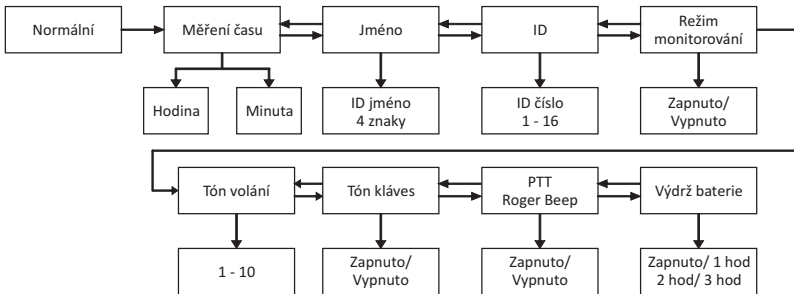 Normální
Měření času
Jméno
ID
Režim
monitorování
Hodina
Minuta
ID jméno
4 znaky
ID číslo
1 - 16
Zapnuto/
Vypnuto
Tón volání
Tón kláves
PTT
Roger Beep
Výdrž baterie
1 - 10
Zapnuto/
Vypnuto
Zapnuto/
Vypnuto
Zapnuto/ 1 hod
2 hod/ 3 hod